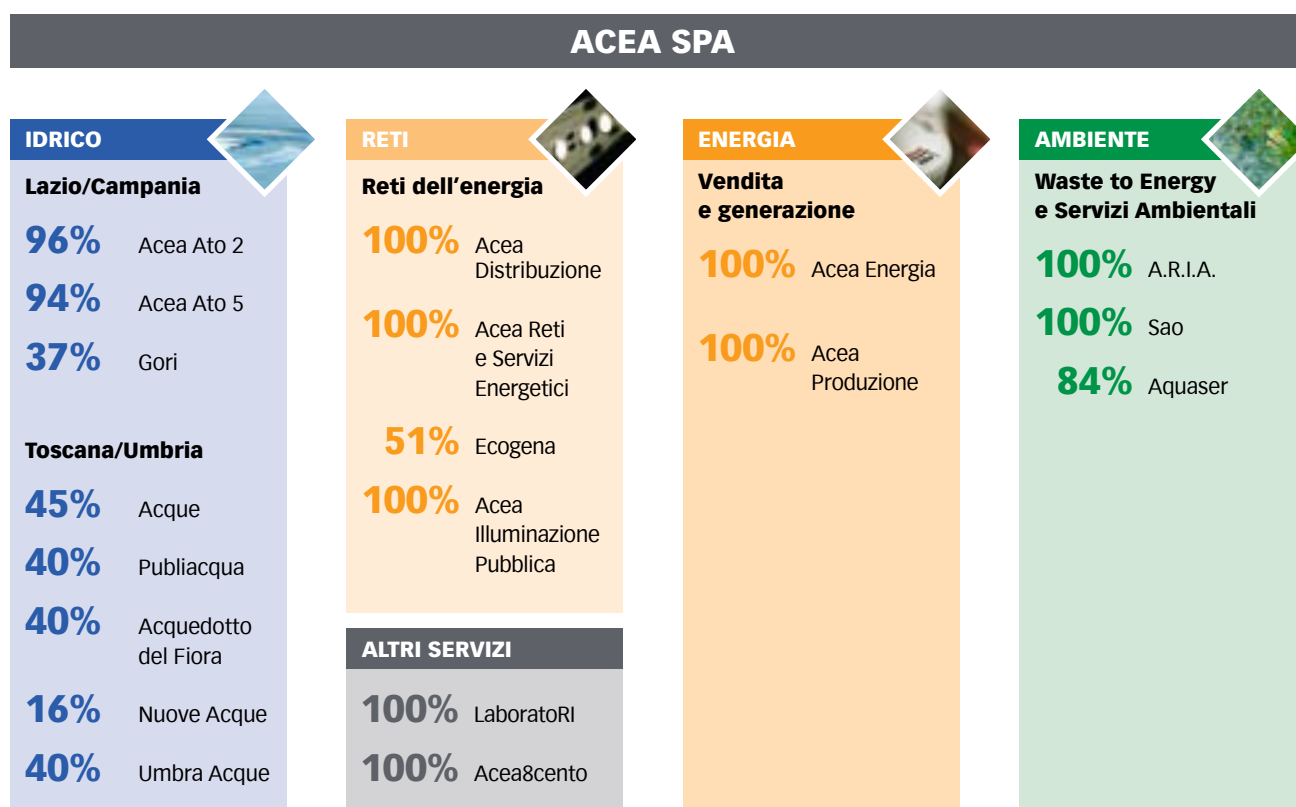 ACEA SPA
IDRICO
Lazio/Campania
96% Acea Ato 2
94% Acea Ato 5
37% Gori
Toscana/Umbria
45% Acque
40% Publiacqua
40% Acquedotto
del Fiora
16% Nuove Acque
40% Umbra Acque
RETI
Reti dell'energia
100% Acea
Distribuzione
100% Acea Reti
e Servizi
Energetici
51% Ecogena
100% Acea
Illuminazione
Pubblica
ALTRI SERVIZI
100% LaboratoRI
100% Acea8cento
ENERGIA
Vendita
e generazione
100% Acea Energia
100% Acea
Produzione
AMBIENTE
Waste to Energy
e Servizi Ambientali
100% A.R.I.A.
100% Sao
84% Aquaser